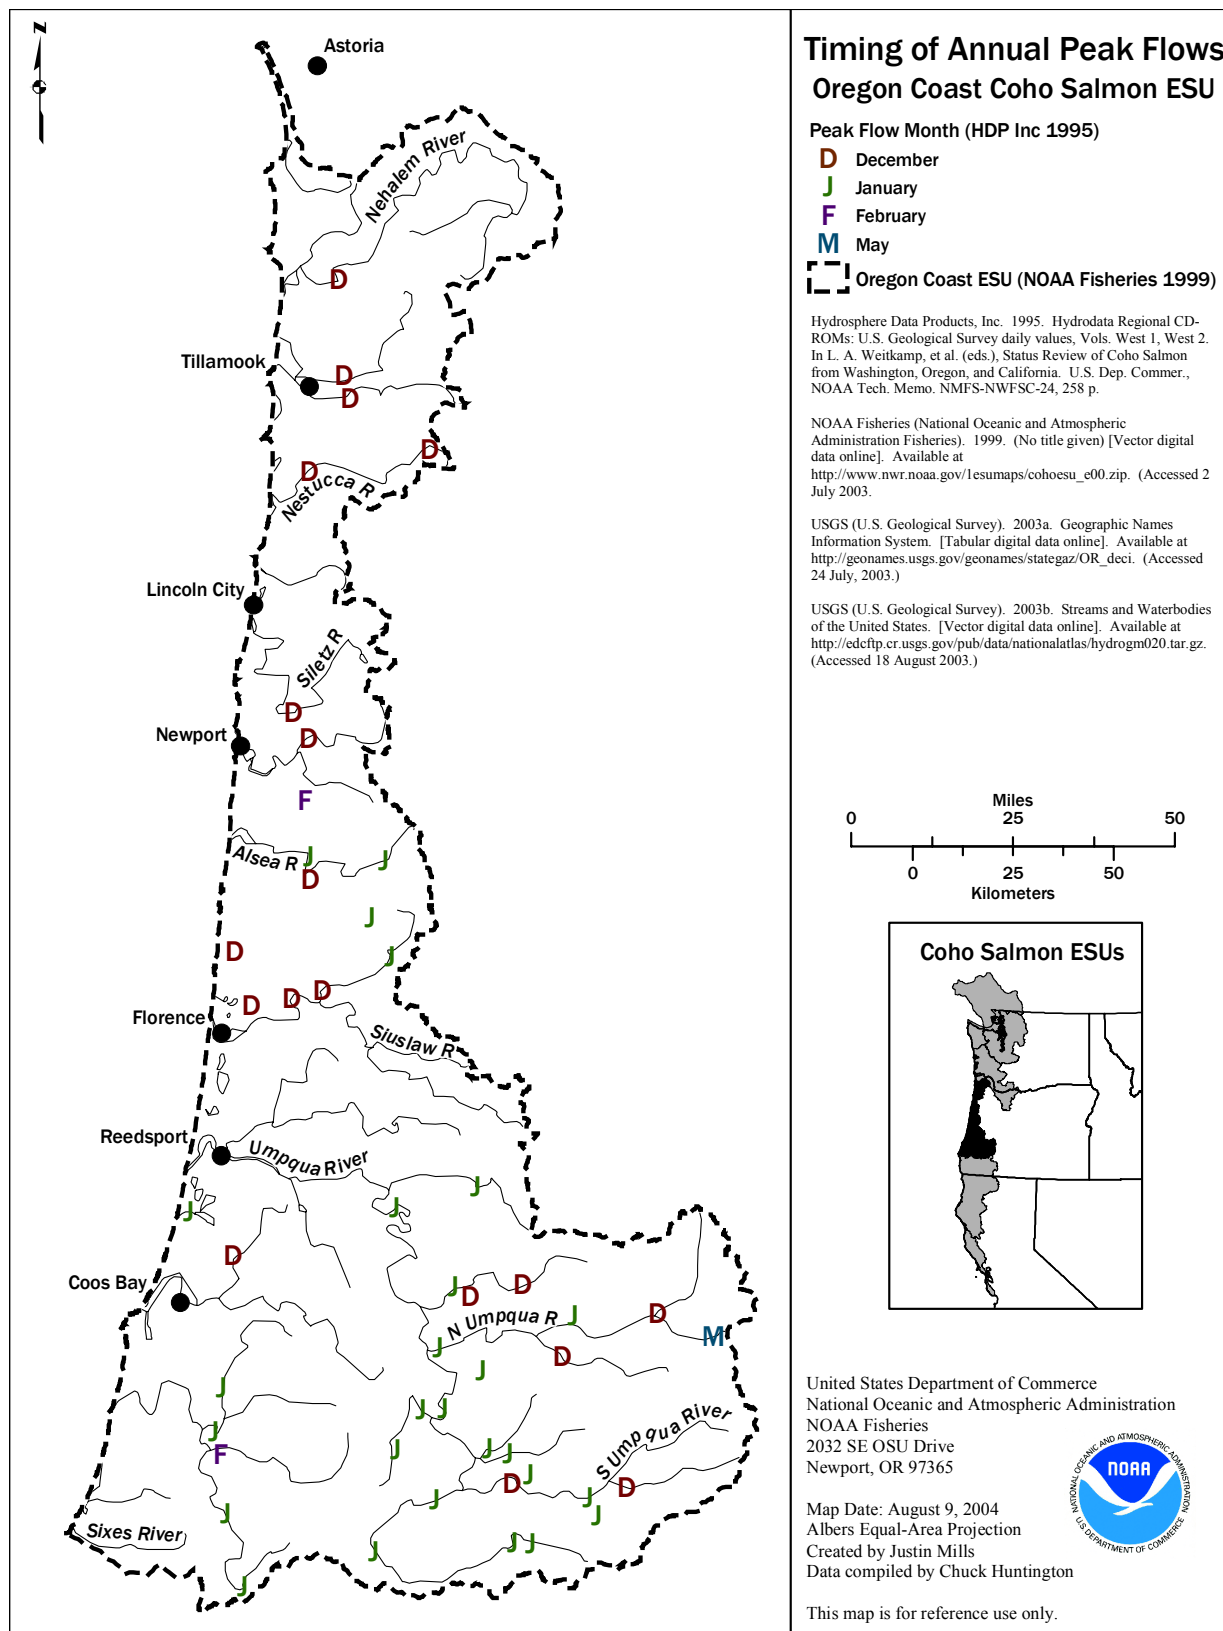 N
Astoria
Nehalem River
D
Tillamook
D
D
D
D
Nestucca R
Lincoln City
Siletz R
D
Newport
D
F
Alsea R
J
J
D
J
D
J
D
D
D
Florence
Siuslaw R
Reedsport
Umpqua River
J
J
J
D
Coos Bay
J
D
D
N Umpqua R
J
D
M
J
D
J
J
J
J
J
F
J
J
J
S Umpqua River
J
D
D
J
J
J
J
Sixes River
J
J
J
J
Timing of Annual Peak Flows
Oregon Coast Coho Salmon ESU
Peak Flow Month (HDP Inc 1995)
D December
J January
F February
M May
Oregon Coast ESU (NOAA Fisheries 1999)
Hydrosphere Data Products, Inc. 1995. Hydrodata Regional CD-
ROMs: U.S. Geological Survey daily values, Vols. West 1, West 2.
In L. A. Weitkamp, et al. (eds.), Status Review of Coho Salmon
from Washington, Oregon, and California. U.S. Dep. Commer.,
NOAA Tech. Memo. NMFS-NWFSC-24, 258 p.
NOAA Fisheries (National Oceanic and Atmospheric
Administration Fisheries). 1999. (No title given) [Vector digital
data online]. Available at
http://www.nwr.noaa.gov/1esumaps/cohoesu_e00.zip. (Accessed 2
July 2003.
USGS (U.S. Geological Survey). 2003a. Geographic Names
Information System. [Tabular digital data online]. Available at
http://geonames.usgs.gov/geonames/stategaz/OR_deci. (Accessed
24 July, 2003.)
USGS (U.S. Geological Survey). 2003b. Streams and Waterbodies
of the United States. [Vector digital data online]. Available at
http://edcftp.cr.usgs.gov/pub/data/nationalatlas/hydrogm020.tar.gz.
(Accessed 18 August 2003.)
Miles
0 25 50
0 25 50
Kilometers
Coho Salmon ESUs
United States Department of Commerce
National Oceanic and Atmospheric Administration
NOAA Fisheries
2032 SE OSU Drive
Newport, OR 97365
Map Date: August 9, 2004
Albers Equal-Area Projection
Created by Justin Mills
Data compiled by Chuck Huntington
This map is for reference use only.
NATIONAL OCEANIC AND ATMOSPHERIC ADMINISTRATION
NOAA
U.S. DEPARTMENT OF COMMERCE